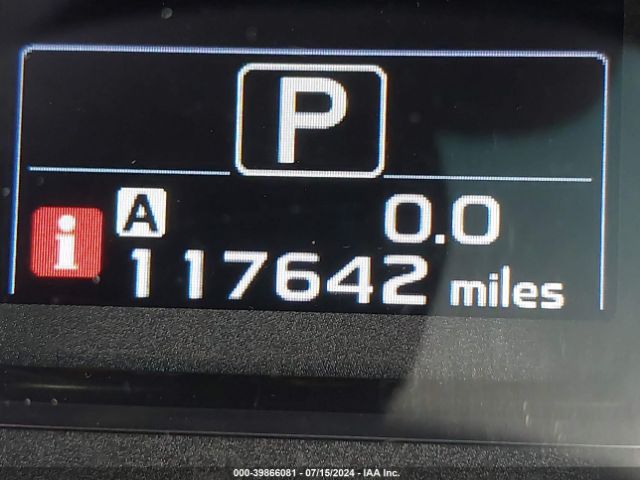 P
A 0.0
i 117642 miles
000-39866081 - 07/15/2024 - IAA Inc.